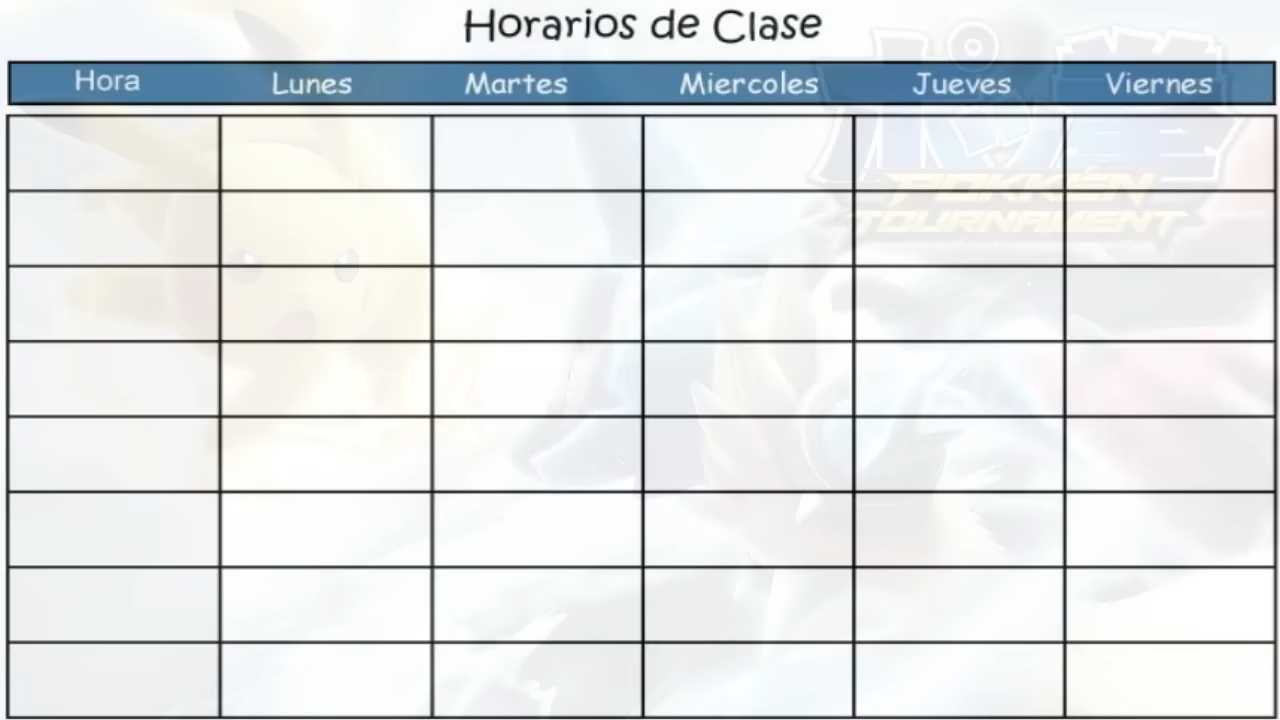 Horarios de Clase
Hora Lunes Martes Miercoles Jueves Viernes
POKKÉN
TOURNAMENT